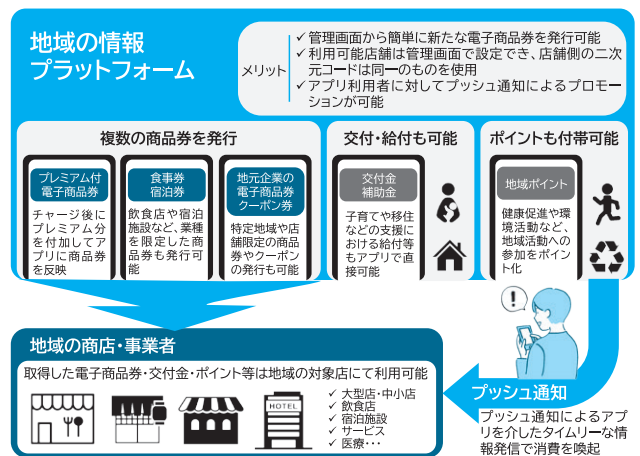 地域の情報
プラットフォーム
メリット
✓管理画面から簡単に新たな電子商品券を発行可能
✓利用可能店舗は管理画面で設定でき、店舗側の二次
元コードは同一のものを使用
✓アプリ利用者に対してプッシュ通知によるプロモー
ションが可能
複数の商品券を発行
プレミアム付
電子商品券
チャージ後に
プレミアム分
を付加してア
プリに商品券
を反映
食事券
宿泊券
飲食店や宿泊
施設など、業種
を限定した商
品券も発行可
能
地元企業の
電子商品券
クーポン券
特定地域や店
舗限定の商品
券やクーポン
の発行も可能
交付・給付も可能
交付金
補助金
子育てや移住
などの支援に
おける給付等
もアプリで直
接可能
ポイントも付帯可能
地域ポイント
健康促進や環
境活動など、
地域活動への
参加をポイン
ト化
!
地域の商店・事業者
取得した電子商品券・交付金・ポイント等は地域の対象店にて利用可能
HOTEL
✓大型店・中小店
✓飲食店
✓宿泊施設
✓サービス
✓医療・・・
プッシュ通知
プッシュ通知によるアプ
リを介したタイムリーな情
報発信で消費を喚起